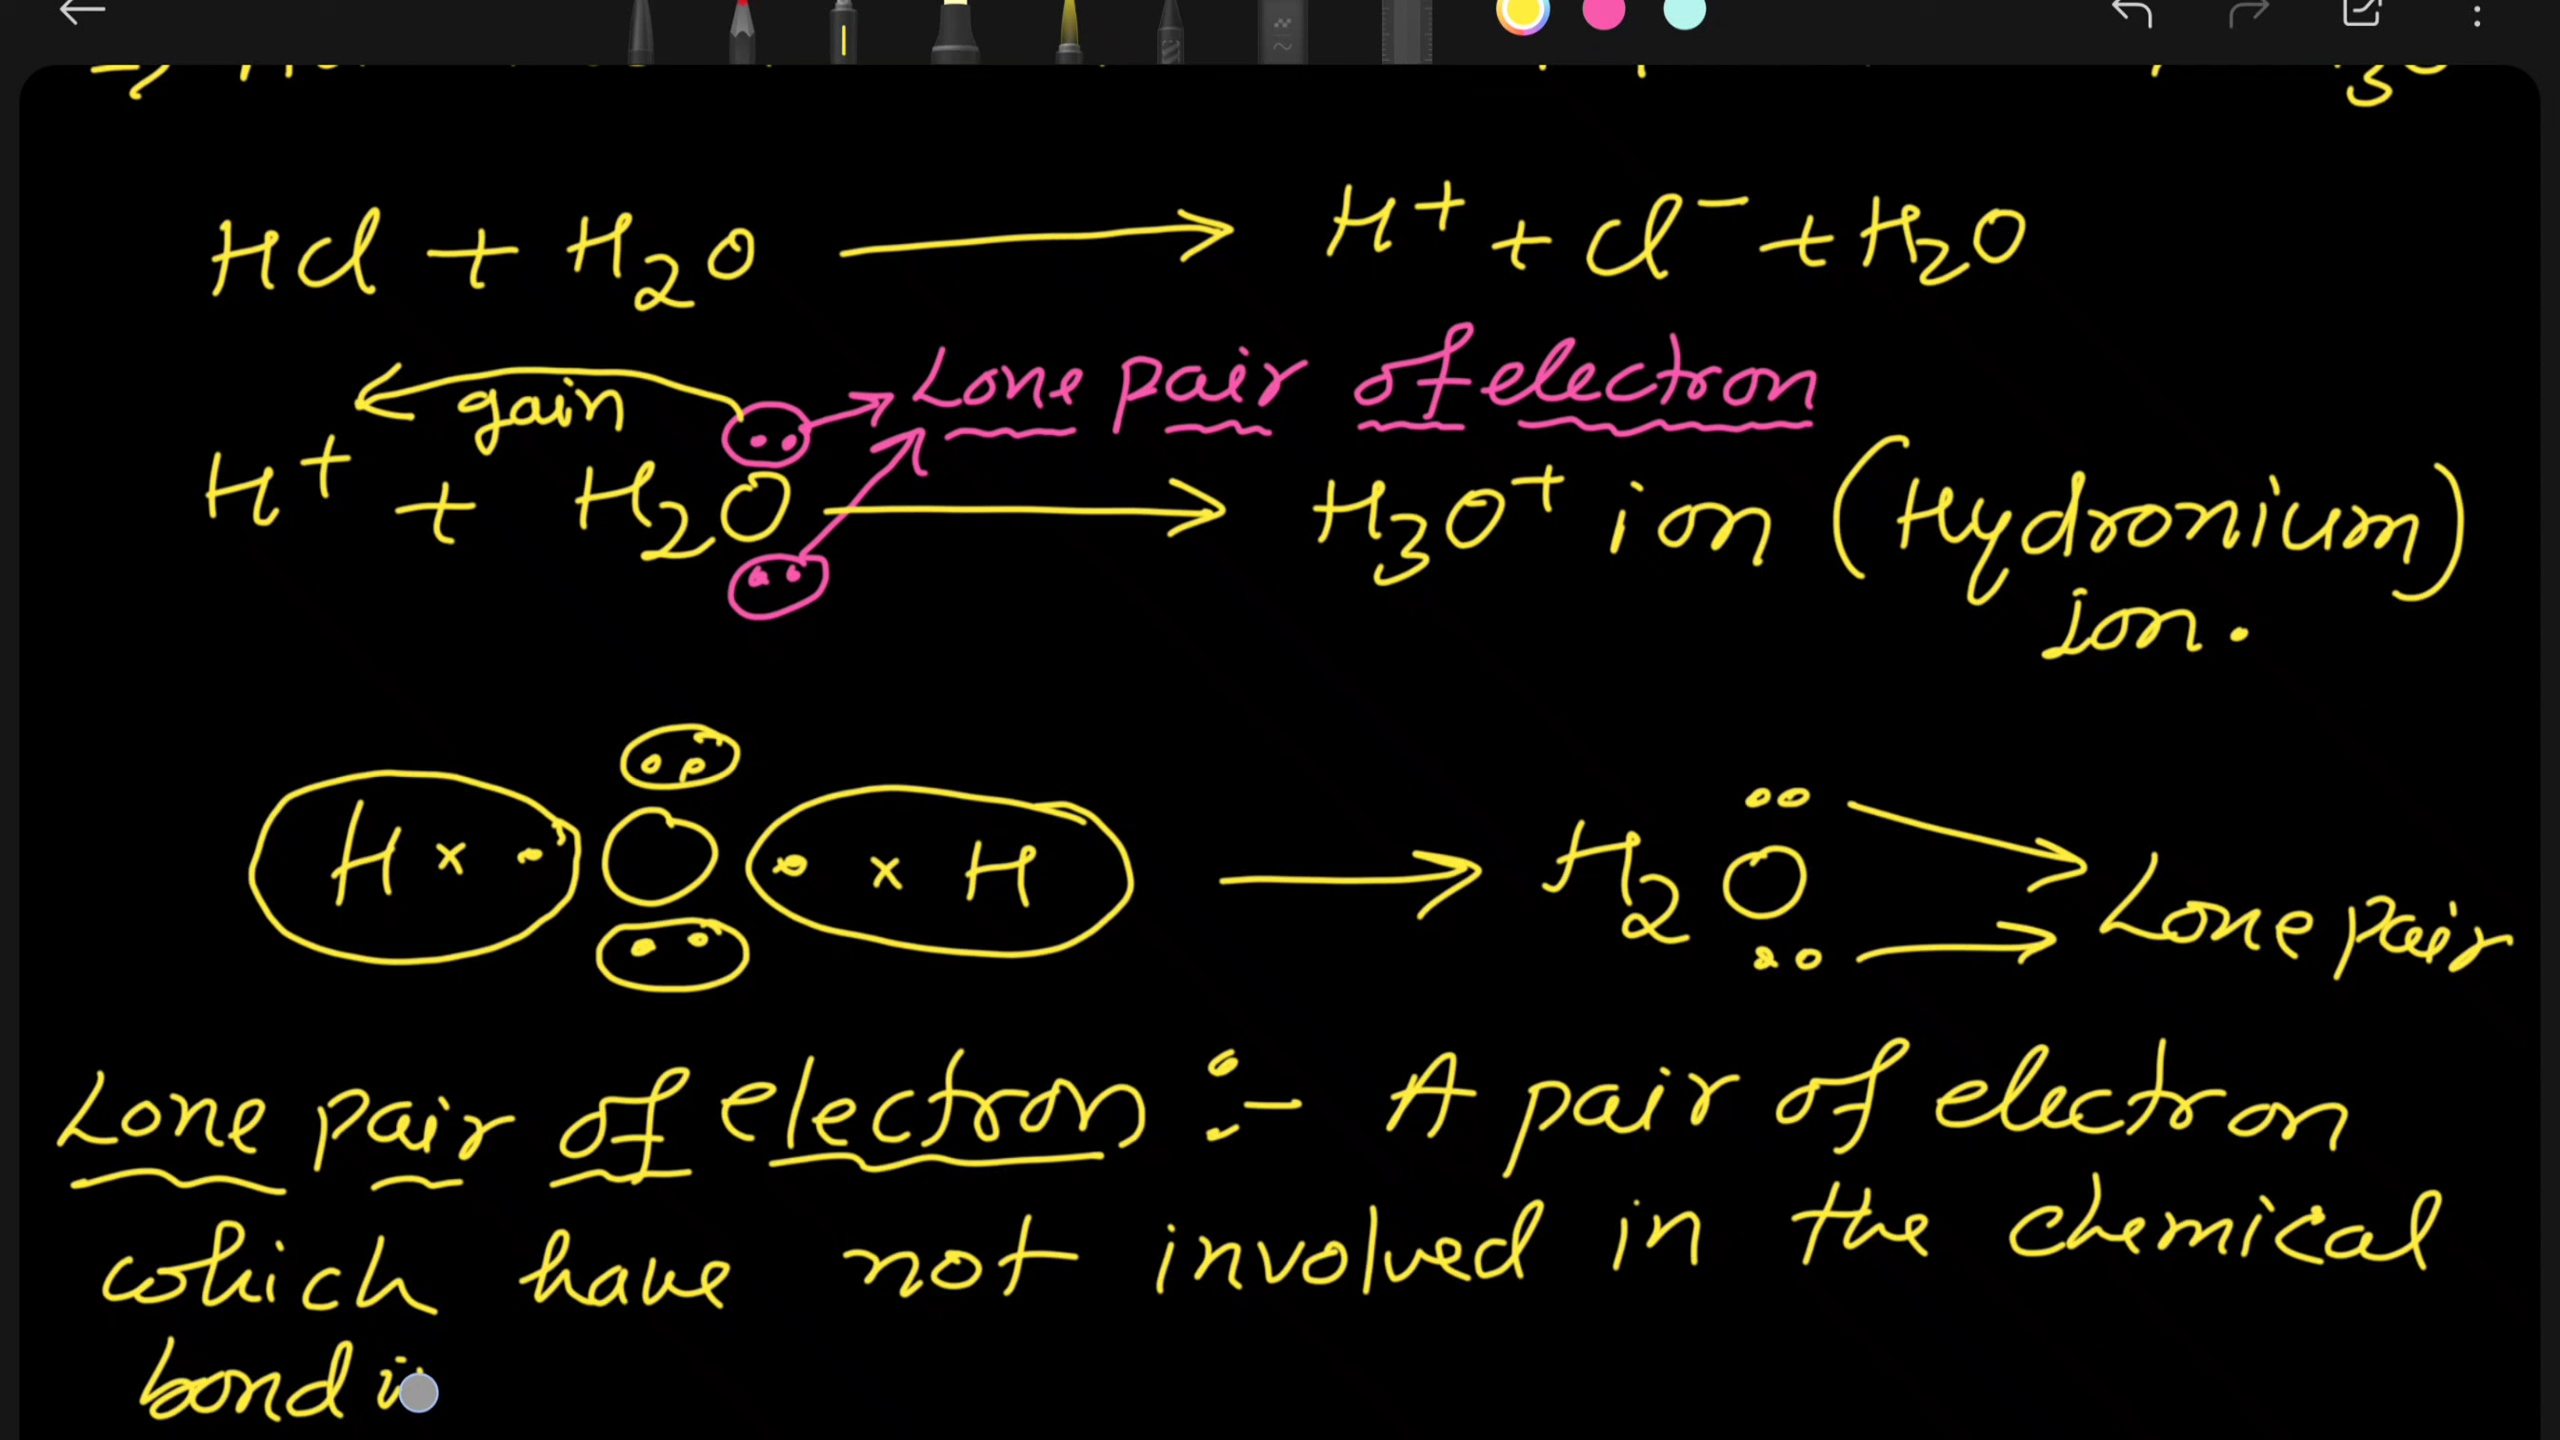 HCl + H₂O ⟶ H⁺ + Cl⁻ + H₂O
gain Lone pair of electron
H⁺ + H₂O ⟶ H₃O⁺ ion (Hydronium)
ion.
H × · O · × H ⟶ H₂O Lone pair
Lone pair of electron :- A pair of electron
which have not involved in the chemical
bondi